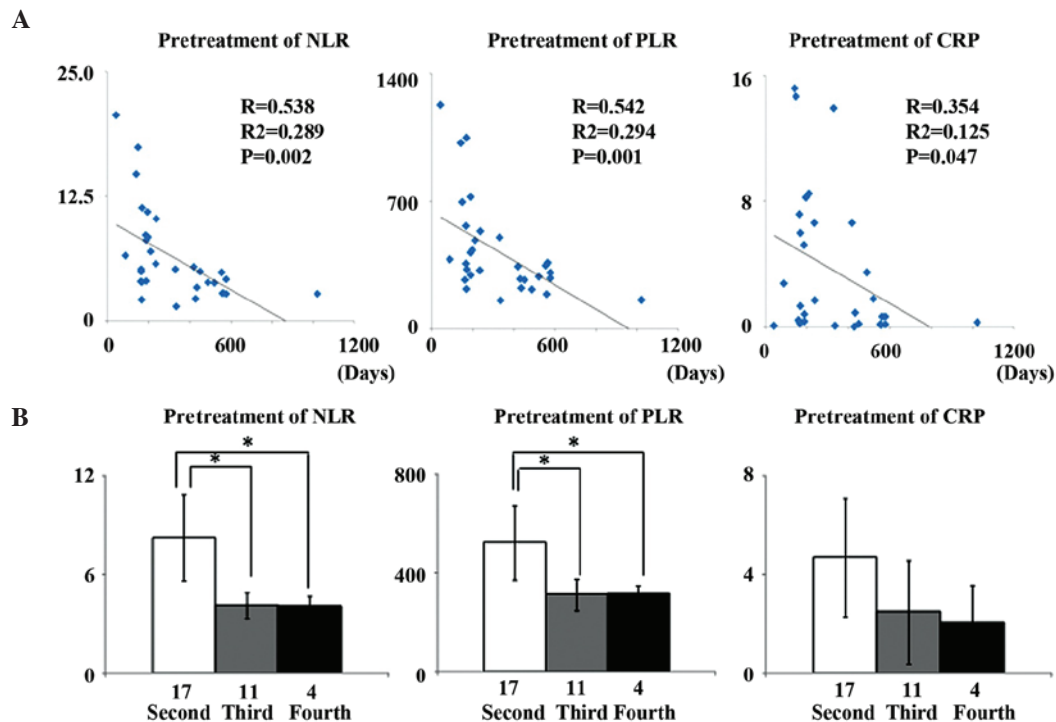 A
Pretreatment of NLR
25.0
12.5
0
R=0.538
R2=0.289
P=0.002
600
1200
(Days)
Pretreatment of PLR
1400
700
0
R=0.542
R2=0.294
P=0.001
600
1200
(Days)
Pretreatment of CRP
16
8
0
R=0.354
R2=0.125
P=0.047
600
1200
(Days)
B
Pretreatment of NLR
12
6
0
*
*
17 11 4
Second Third Fourth
Pretreatment of PLR
800
400
0
*
*
17 11 4
Second Third Fourth
Pretreatment of CRP
8
4
0
17 11 4
Second Third Fourth